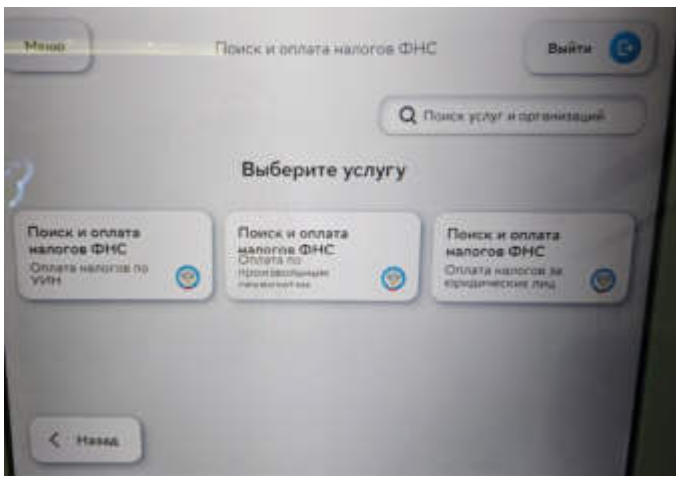 Меню
Поиск и оплата налогов ФНС
Выйти
Поиск услуг и организаций
Выберите услугу
Поиск и оплата
налогов ФНС
Оплата налогов по
УИН
Поиск и оплата
налогов ФНС
Оплата по
произвольным
Поиск и оплата
налогов ФНС
Оплата налогов за
юридических лиц
Назад